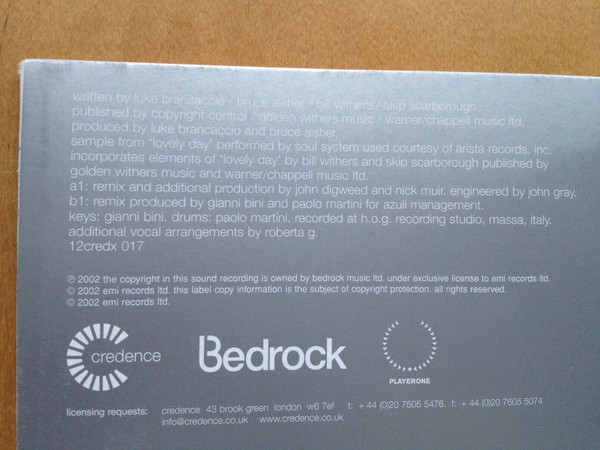 written by luke brancaccio / bruce aisher / bill withers / skip scarborough.
published by copyright control / golden withers music / warner/chappell music ltd.
produced by luke brancaccio and bruce aisher.
sample from 'lovely day' performed by soul system used courtesy of arista records, inc.
incorporates elements of 'lovely day' by bill withers and skip scarborough published by
golden withers music and warner/chappell music ltd.
a1: remix and additional production by john digweed and nick muir. engineered by john gray.
b1: remix produced by gianni bini and paolo martini for azuli management.
keys: gianni bini. drums: paolo martini. recorded at h.o.g. recording studio, massa, italy.
additional vocal arrangements by roberta g.
12credx 017
℗ 2002 the copyright in this sound recording is owned by bedrock music ltd. under exclusive license to emi records ltd.
© 2002 emi records ltd. this label copy information is the subject of copyright protection. all rights reserved.
© 2002 emi records ltd.
credence
Bedrock
PLAYERONE
licensing requests: credence 43 brook green london w6 7ef t: + 44 (0)20 7605 5476. f: + 44 (0)20 7605 5074
info@credence.co.uk www.credence.co.uk